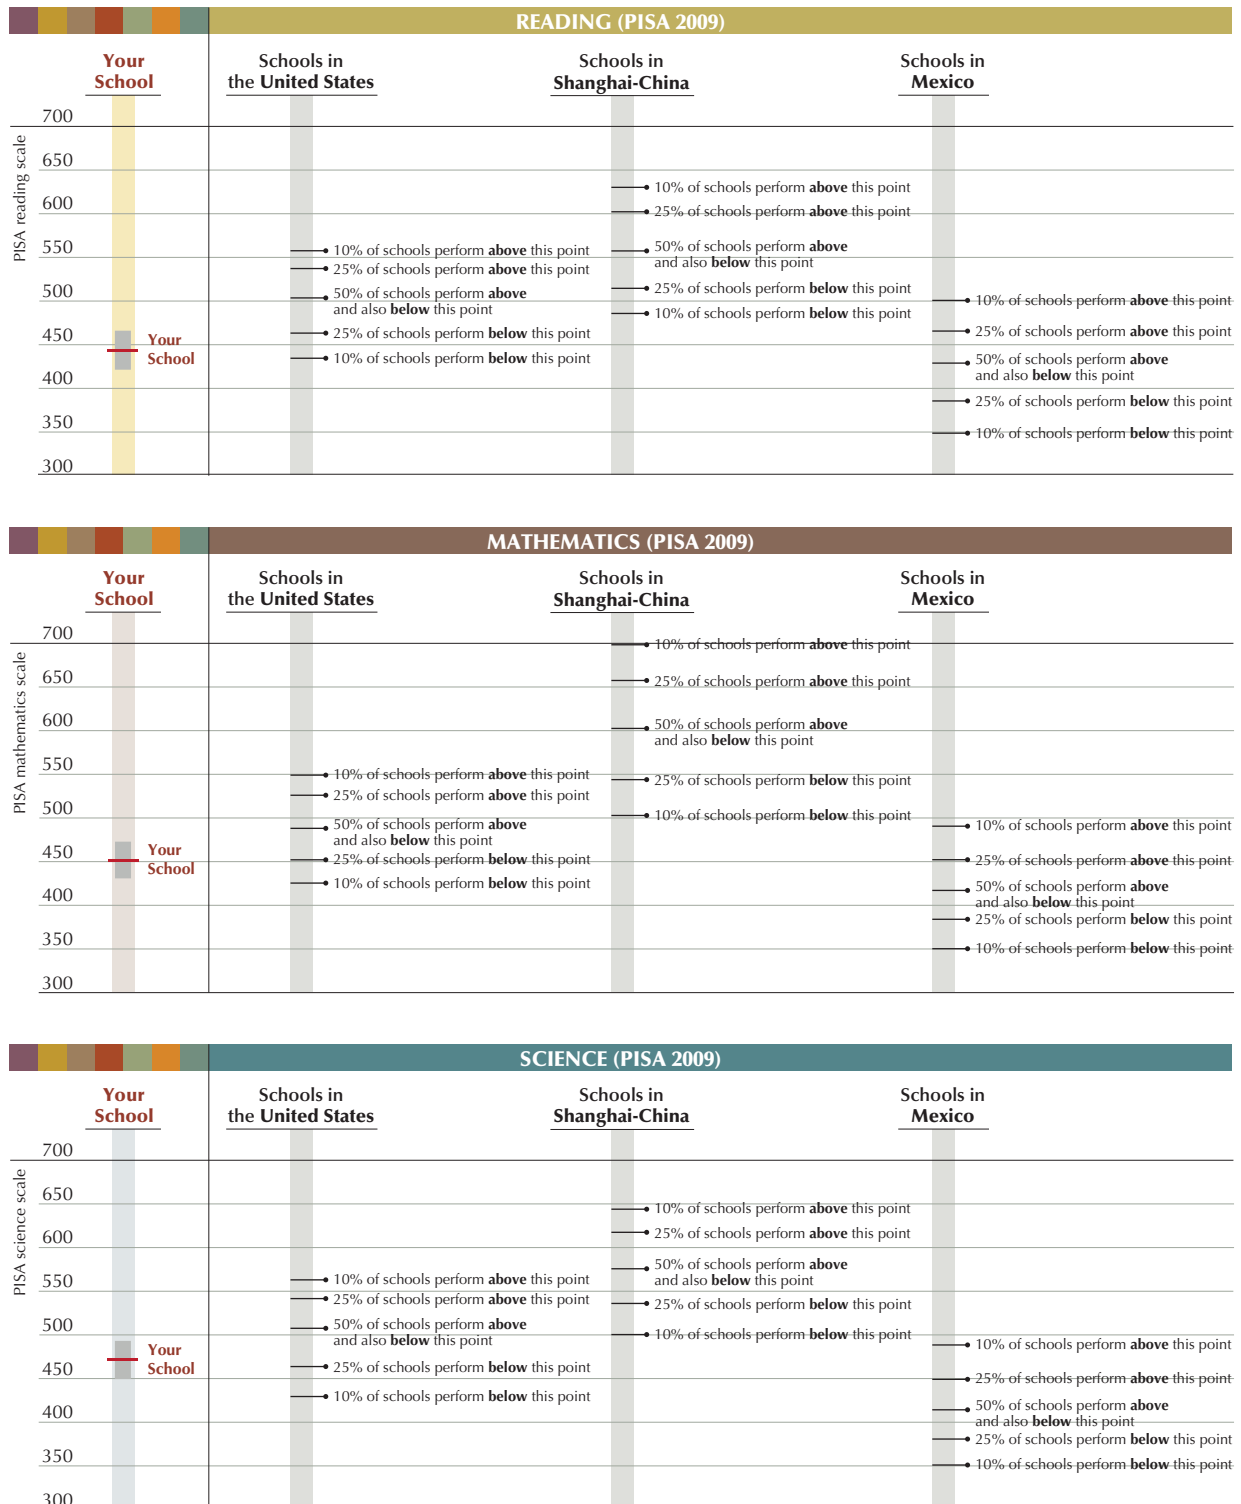 READING (PISA 2009)
Your
School
Schools in
the United States
Schools in
Shanghai-China
Schools in
Mexico
PISA reading scale
700
650
600
550
500
450
400
350
300
Your
School
10% of schools perform above this point
25% of schools perform above this point
50% of schools perform above
and also below this point
25% of schools perform below this point
10% of schools perform below this point
10% of schools perform above this point
25% of schools perform above this point
50% of schools perform above
and also below this point
25% of schools perform below this point
10% of schools perform below this point
10% of schools perform above this point
25% of schools perform above this point
50% of schools perform above
and also below this point
25% of schools perform below this point
10% of schools perform below this point
MATHEMATICS (PISA 2009)
Your
School
Schools in
the United States
Schools in
Shanghai-China
Schools in
Mexico
PISA mathematics scale
700
650
600
550
500
450
400
350
300
Your
School
10% of schools perform above this point
25% of schools perform above this point
50% of schools perform above
and also below this point
25% of schools perform below this point
10% of schools perform below this point
10% of schools perform above this point
25% of schools perform above this point
50% of schools perform above
and also below this point
25% of schools perform below this point
10% of schools perform below this point
10% of schools perform above this point
25% of schools perform above this point
50% of schools perform above
and also below this point
25% of schools perform below this point
10% of schools perform below this point
SCIENCE (PISA 2009)
Your
School
Schools in
the United States
Schools in
Shanghai-China
Schools in
Mexico
PISA science scale
700
650
600
550
500
450
400
350
300
Your
School
10% of schools perform above this point
25% of schools perform above this point
50% of schools perform above
and also below this point
25% of schools perform below this point
10% of schools perform below this point
10% of schools perform above this point
25% of schools perform above this point
50% of schools perform above
and also below this point
25% of schools perform below this point
10% of schools perform below this point
10% of schools perform above this point
25% of schools perform above this point
50% of schools perform above
and also below this point
25% of schools perform below this point
10% of schools perform below this point